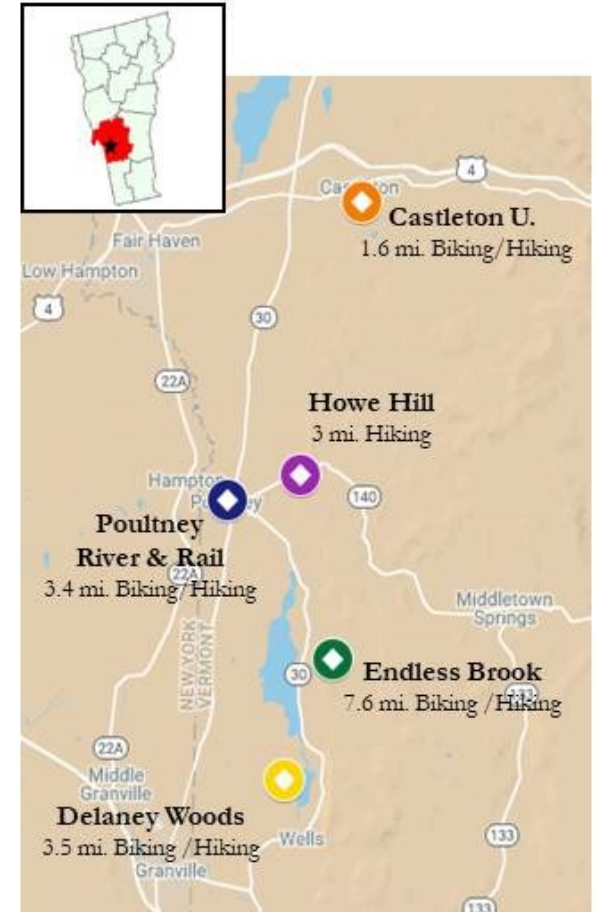 4
Castleton U.
1.6 mi. Biking/Hiking
Fair Haven
Low Hampton
4
30
22A
Howe Hill
3 mi. Hiking
Hampton
140
Poultney
River & Rail
22A
3.4 mi. Biking/Hiking
Middletown
Springs
NEW YORK
VERMONT
30
Endless Brook
133
7.6 mi. Biking /Hiking
22A
Middle
Granville
Delaney Woods
3.5 mi. Biking /Hiking
Wells
133
Granville
133